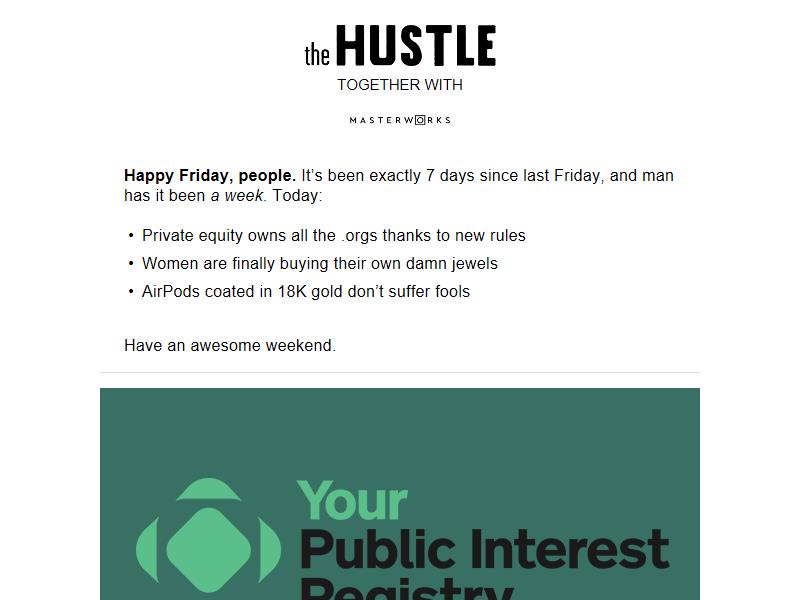 the HUSTLE
TOGETHER WITH
MASTERWORKS
Happy Friday, people. It's been exactly 7 days since last Friday, and man
has it been a week. Today:
• Private equity owns all the .orgs thanks to new rules
• Women are finally buying their own damn jewels
• AirPods coated in 18K gold don't suffer fools
Have an awesome weekend.
Your
Public Interest
Registry